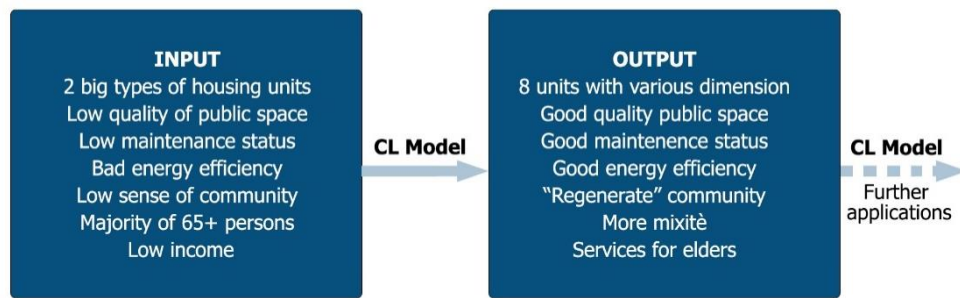 INPUT
2 big types of housing units
Low quality of public space
Low maintenance status
Bad energy efficiency
Low sense of community
Majority of 65+ persons
Low income
CL Model
OUTPUT
8 units with various dimension
Good quality public space
Good maintenence status
Good energy efficiency
“Regenerate” community
More mixitè
Services for elders
CL Model
Further
applications